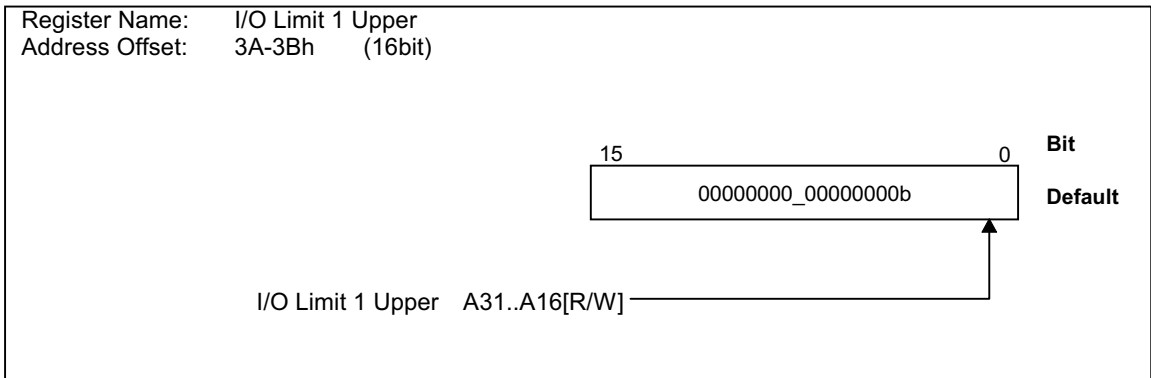 Register Name: I/O Limit 1 Upper
Address Offset: 3A-3Bh (16bit)
15 0 Bit
00000000_00000000b Default
I/O Limit 1 Upper A31..A16[R/W]